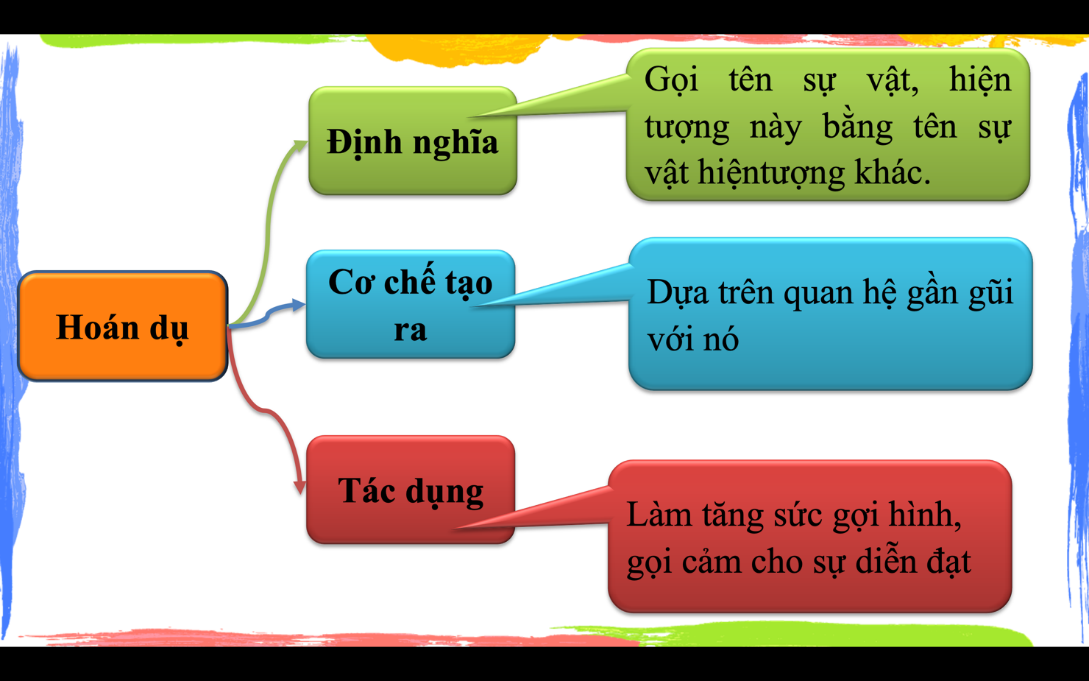 Hoán dụ
Định nghĩa
Gọi tên sự vật, hiện
tượng này bằng tên sự
vật hiệntượng khác.
Cơ chế tạo
ra
Dựa trên quan hệ gần gũi
với nó
Tác dụng
Làm tăng sức gợi hình,
gọi cảm cho sự diễn đạt